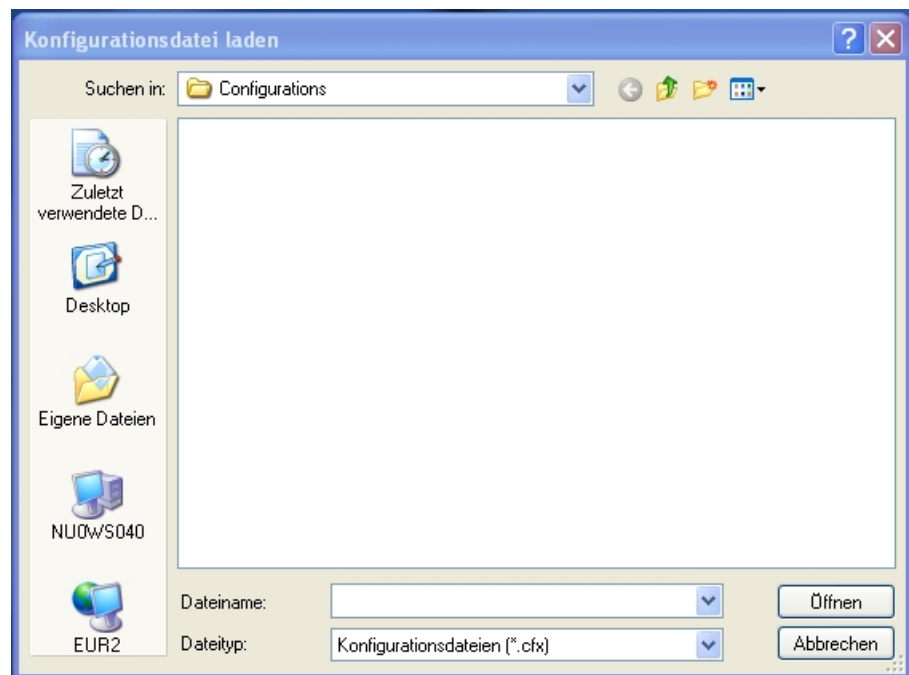 Konfigurationsdatei laden
Suchen in:
Configurations
Zuletzt
verwendete D...
Desktop
Eigene Dateien
NU0WS040
EUR2
Dateiname:
Öffnen
Dateityp:
Konfigurationsdateien (*.cfx)
Abbrechen